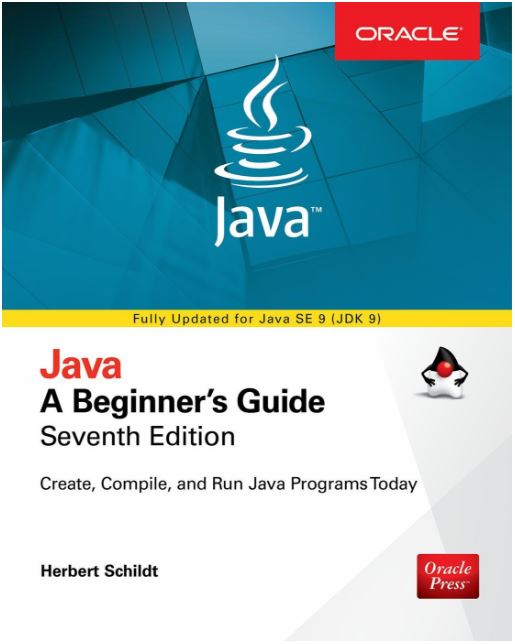 ORACLE®
Java™
Fully Updated for Java SE 9 (JDK 9)
Java
A Beginner's Guide
Seventh Edition
Create, Compile, and Run Java Programs Today
Herbert Schildt
Oracle
Press™